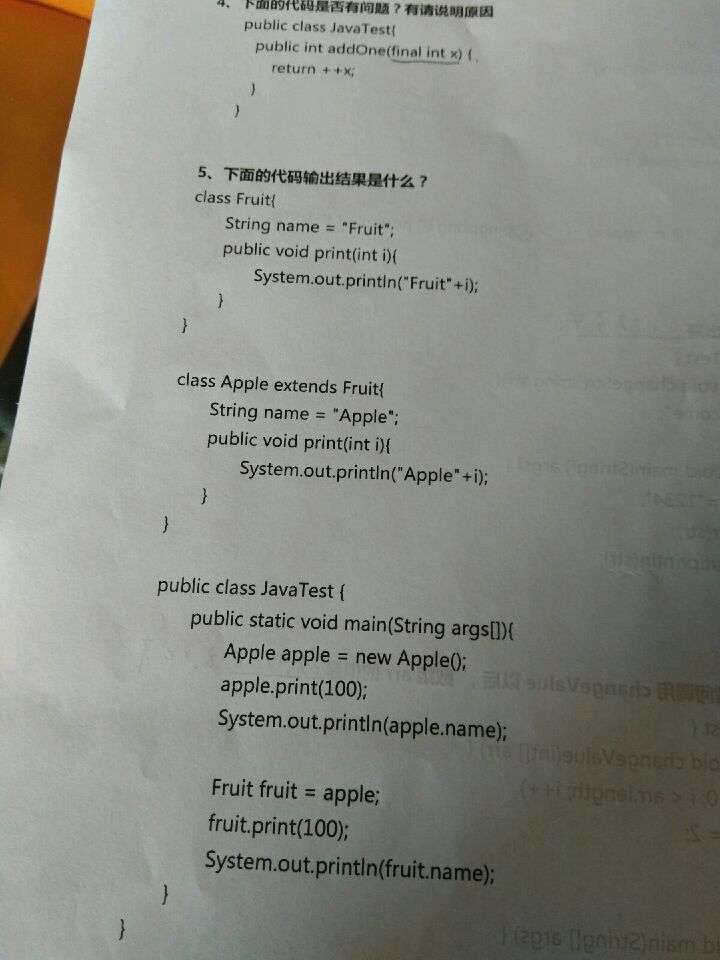 4、下面的代码是否有问题？有请说明原因
public class JavaTest{
public int addOne(final int x) {
return ++x;
}
}
5、下面的代码输出结果是什么？
class Fruit{
String name = "Fruit";
public void print(int i){
System.out.println("Fruit"+i);
}
}
class Apple extends Fruit{
String name = "Apple";
public void print(int i){
System.out.println("Apple"+i);
}
}
public class JavaTest {
public static void main(String args[]){
Apple apple = new Apple();
apple.print(100);
System.out.println(apple.name);
Fruit fruit = apple;
fruit.print(100);
System.out.println(fruit.name);
}
}